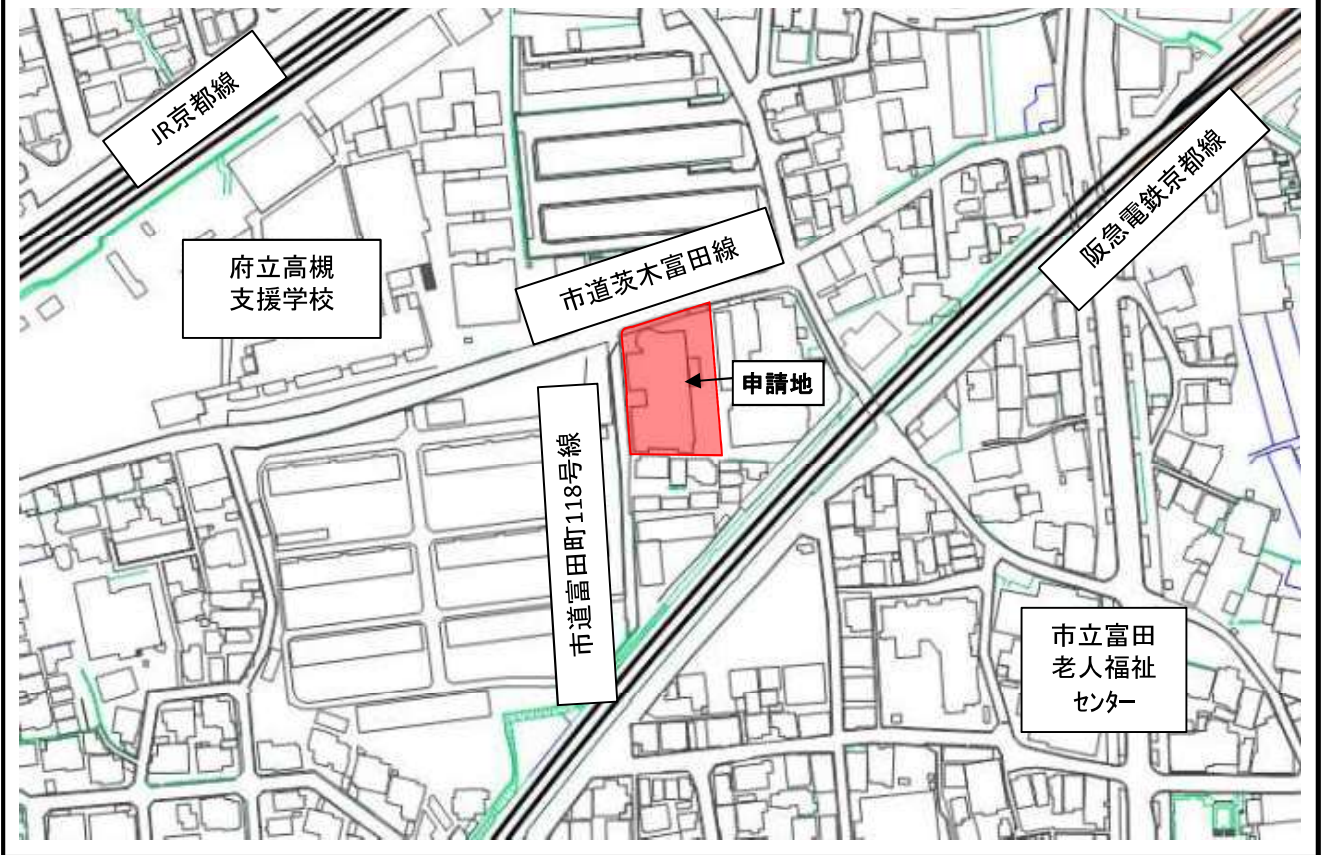 JR京都線
阪急電鉄京都線
府立高槻
支援学校
市道茨木富田線
申請地
市道富田町118号線
市立富田
老人福祉
センター